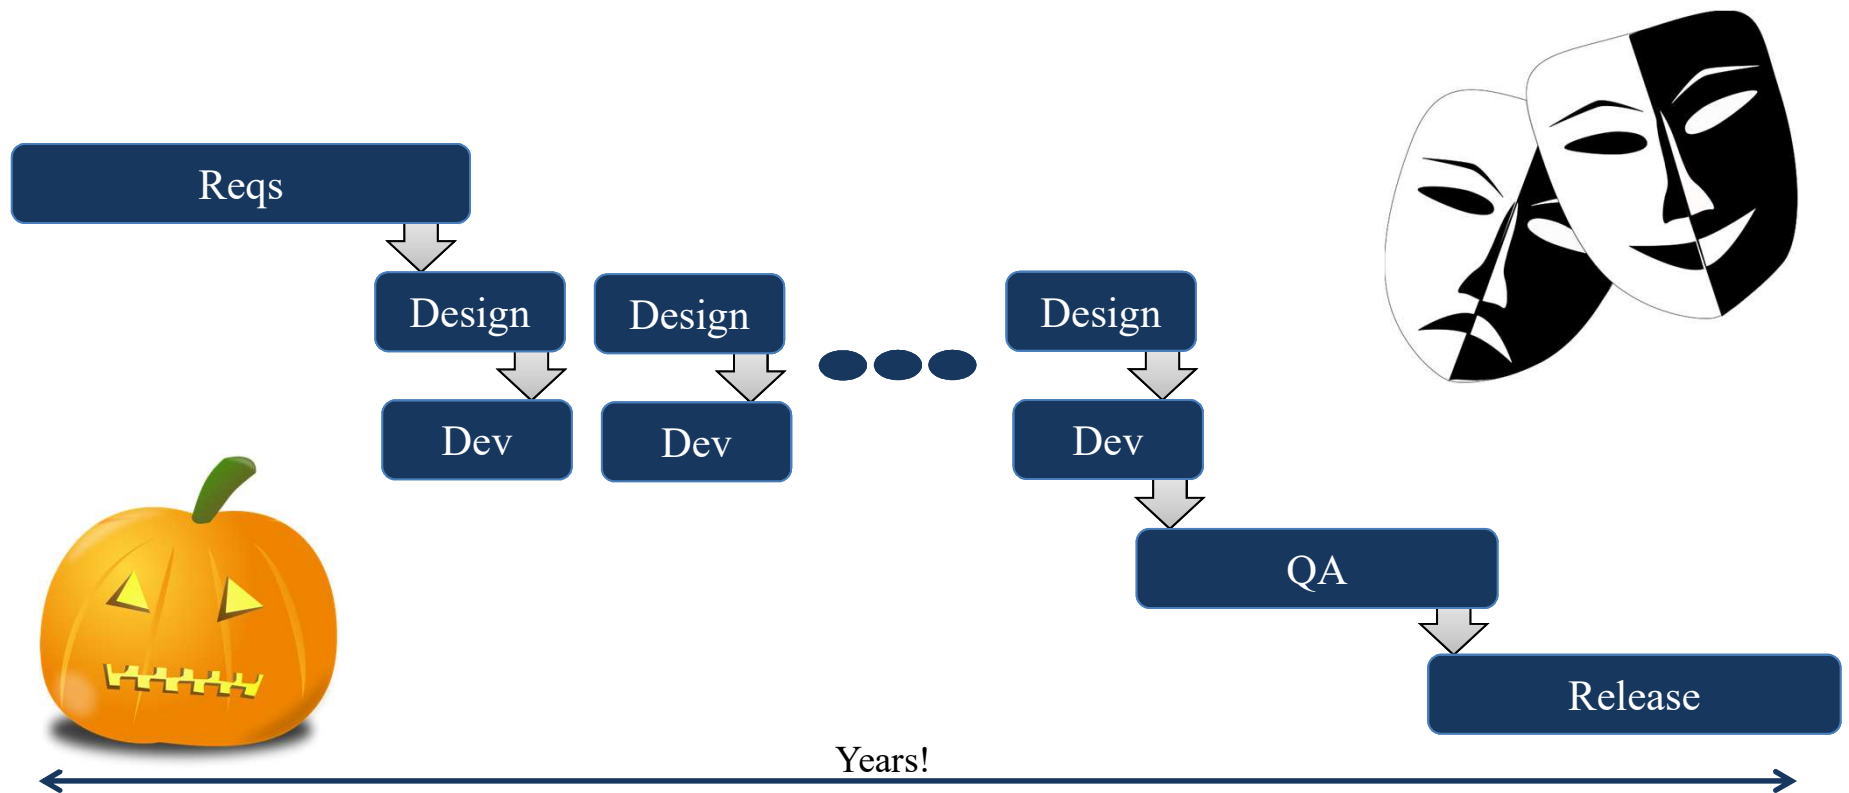 Reqs
Design
Design
Design
Dev
Dev
Dev
QA
Release
Years!